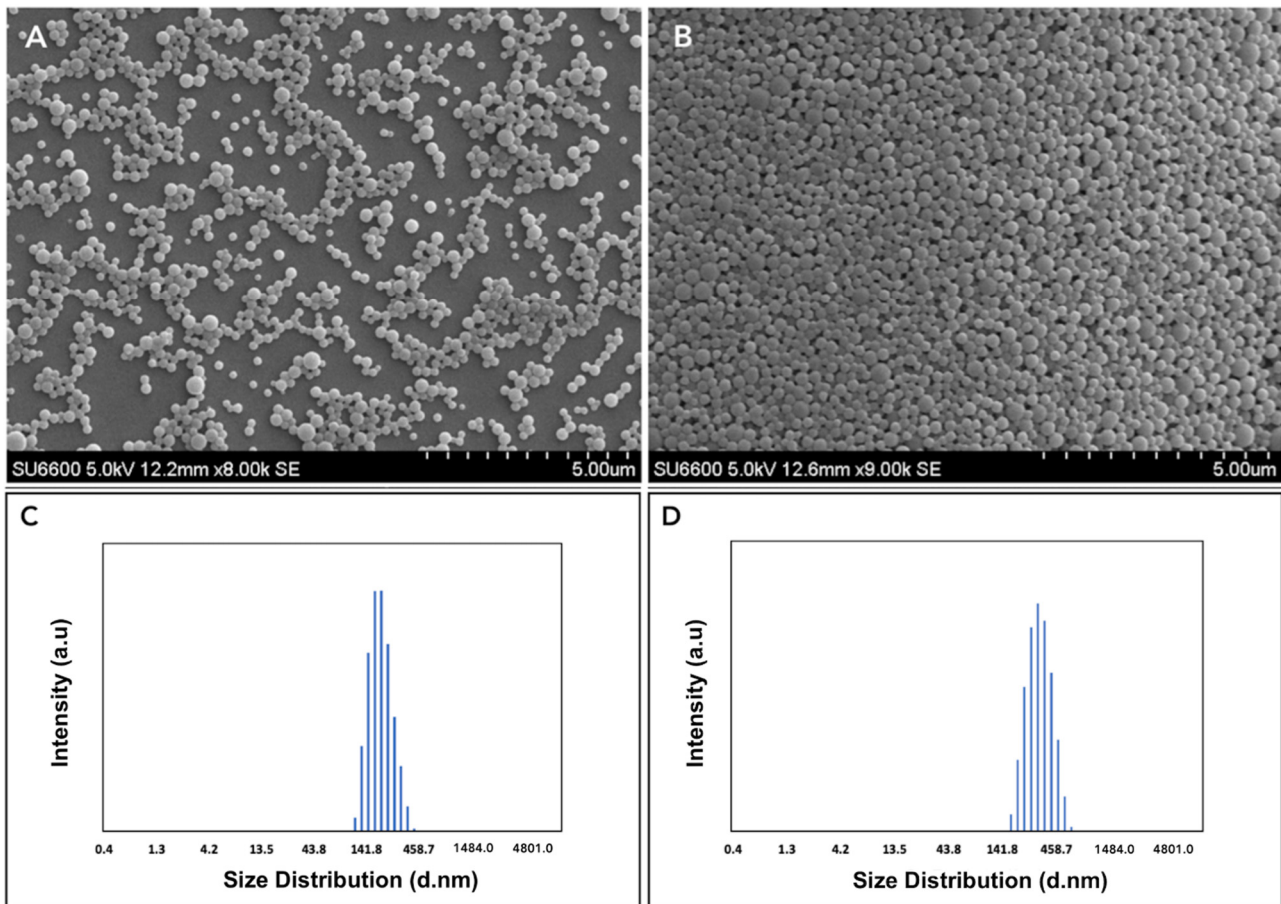 A
B
SU6600 5.0kV 12.2mm x8.00k SE 5.00um
SU6600 5.0kV 12.6mm x9.00k SE 5.00um
C
D
Intensity (a.u)
0.4 1.3 4.2 13.5 43.8 141.8 458.7 1484.0 4801.0
Size Distribution (d.nm)
Intensity (a.u)
0.4 1.3 4.2 13.5 43.8 141.8 458.7 1484.0 4801.0
Size Distribution (d.nm)